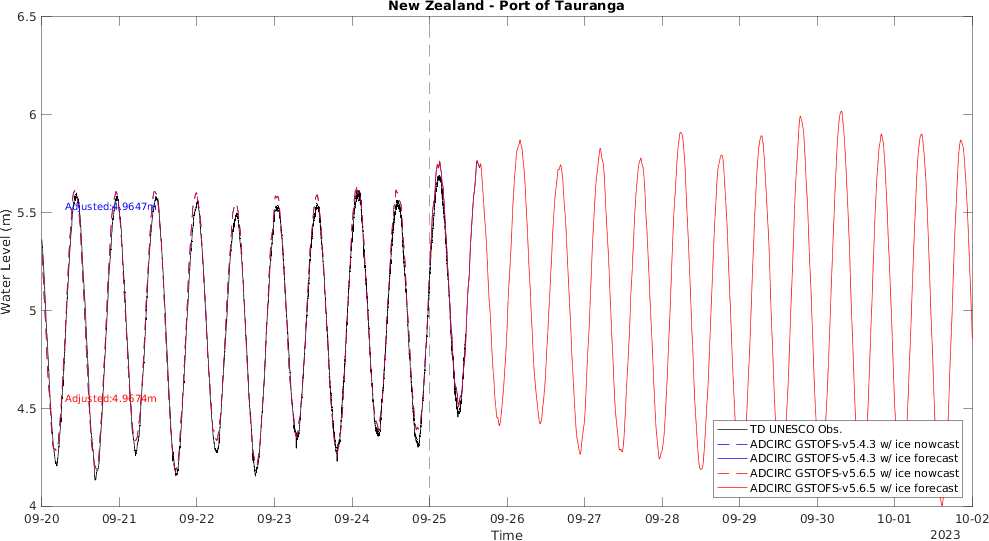 New Zealand - Port of Tauranga
6.5
6
5.5
5
4.5
4
Water Level (m)
Adjusted:4.9647m
Adjusted:4.9674m
TD UNESCO Obs.
ADCIRC GSTOFS-v5.4.3 w/ ice nowcast
ADCIRC GSTOFS-v5.4.3 w/ ice forecast
ADCIRC GSTOFS-v5.6.5 w/ ice nowcast
ADCIRC GSTOFS-v5.6.5 w/ ice forecast
09-20 09-21 09-22 09-23 09-24 09-25 09-26 09-27 09-28 09-29 09-30 10-01 10-02
Time
2023